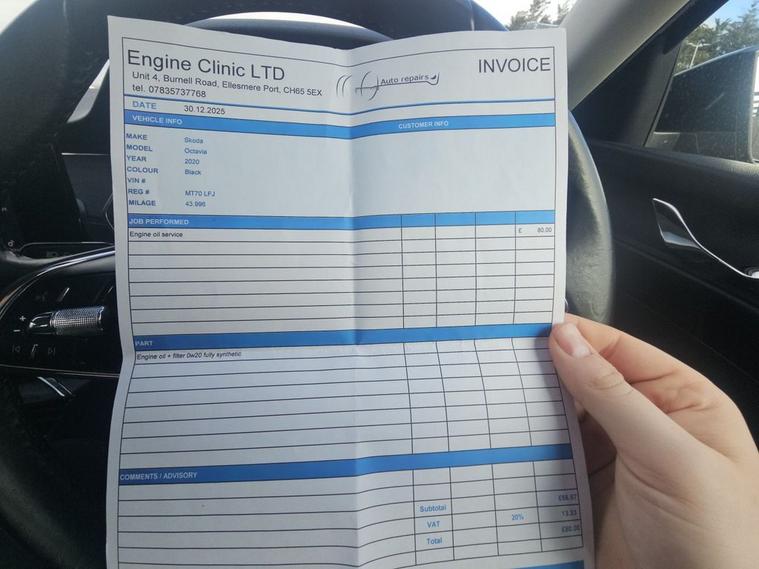 Engine Clinic LTD
Unit 4, Burnell Road, Ellesmere Port, CH65 5EX
tel. 07835737768
Auto repairs
INVOICE
DATE 30.12.2025
VEHICLE INFO CUSTOMER INFO
MAKE Skoda
MODEL Octavia
YEAR 2020
COLOUR Black
VIN #
REG # MT70 LFJ
MILAGE 43.996
JOB PERFORMED
Engine oil service £ 80.00
PART
Engine oil + filter 0w20 fully synthetic
COMMENTS / ADVISORY
Subtotal £66.67
VAT 20% 13.33
Total £80.00